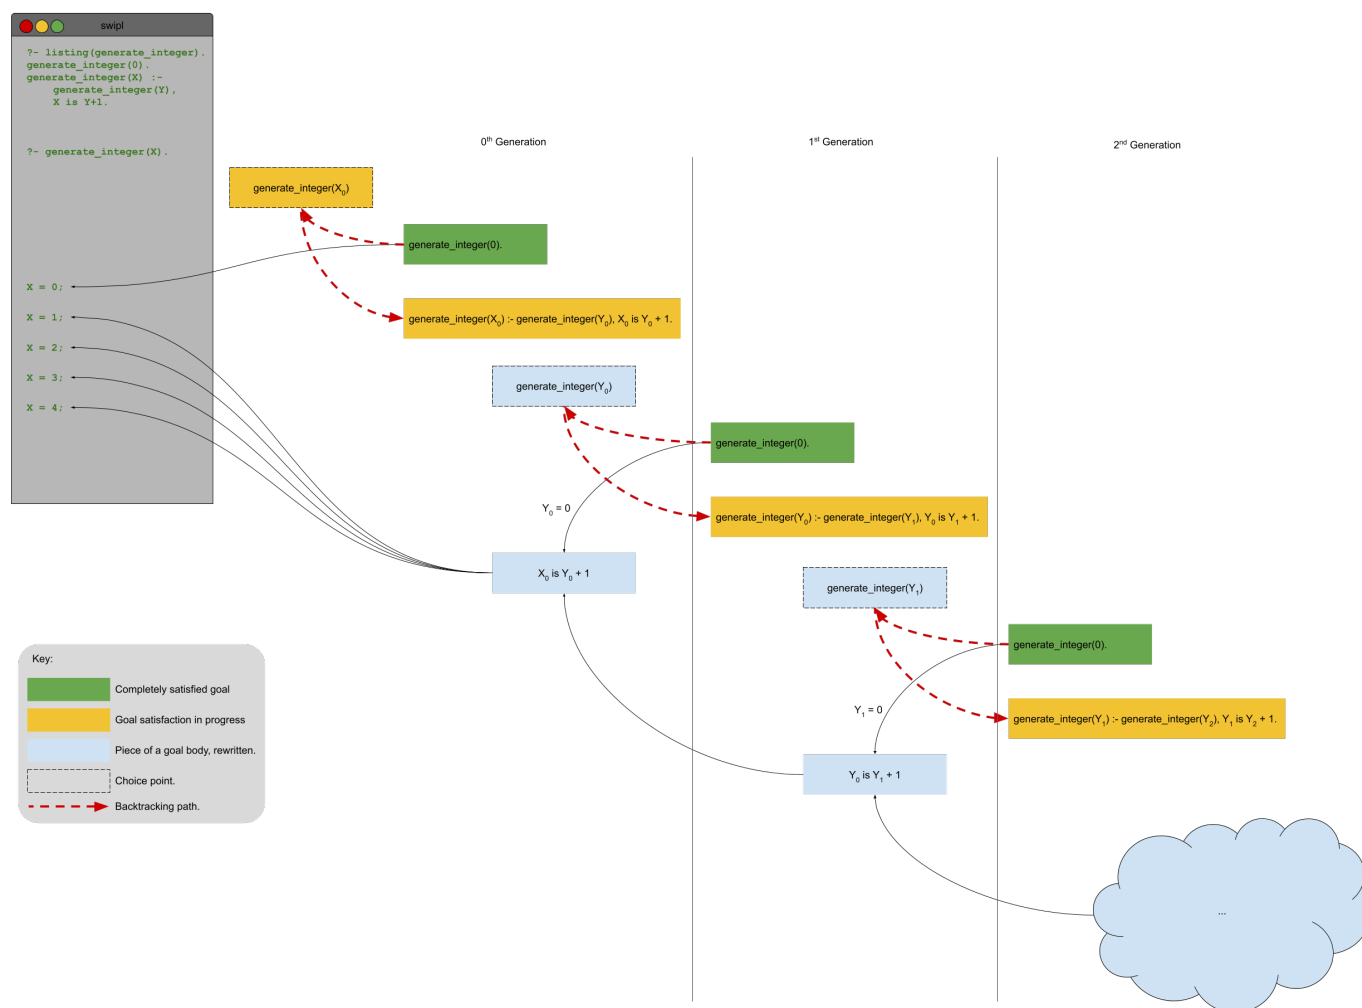 swipl
?- listing(generate_integer).
generate_integer(0).
generate_integer(X) :-
generate_integer(Y),
X is Y+1.
?- generate_integer(X).
X = 0;
X = 1;
X = 2;
X = 3;
X = 4;
0th Generation
1st Generation
2nd Generation
generate_integer(X0)
generate_integer(0).
generate_integer(X0) :- generate_integer(Y0), X0 is Y0 + 1.
generate_integer(Y0)
generate_integer(0).
Y0 = 0
generate_integer(Y0) :- generate_integer(Y1), Y0 is Y1 + 1.
X0 is Y0 + 1
generate_integer(Y1)
generate_integer(0).
Y1 = 0
generate_integer(Y1) :- generate_integer(Y2), Y1 is Y2 + 1.
Y0 is Y1 + 1
...
Key:
Completely satisfied goal
Goal satisfaction in progress
Piece of a goal body, rewritten.
Choice point.
Backtracking path.